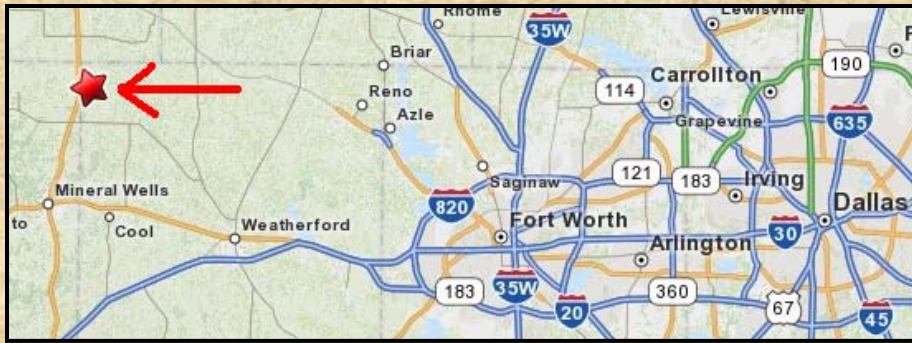 Rhome
35W
Lewisville
Briar
190
Carrollton
Reno
114
Azle
Grapevine
635
121
183
Saginaw
Irving
Mineral Wells
820
Dallas
to
Cool
Weatherford
Fort Worth
30
Arlington
183
35W
360
20
67
45